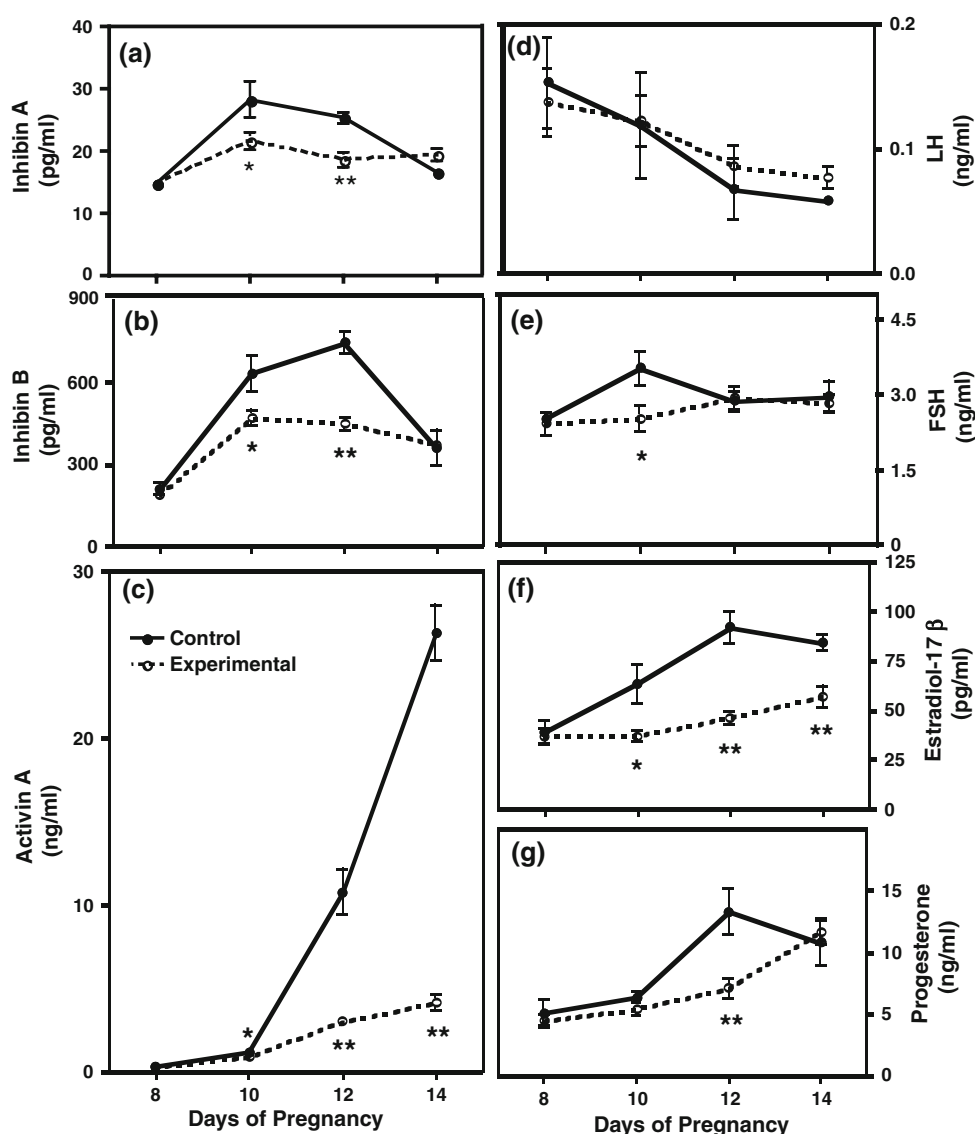 (a)
Inhibin A
(pg/ml)
40
30
20
10
0
*
**
(b)
Inhibin B
(pg/ml)
900
600
300
0
*
**
(c)
Control
Experimental
Activin A
(ng/ml)
30
20
10
0
*
**
**
8
10
12
14
Days of Pregnancy
(d)
LH
(ng/ml)
0.2
0.1
0.0
(e)
FSH
(ng/ml)
4.5
3.0
1.5
0
*
(f)
Estradiol-17 β
(pg/ml)
125
100
75
50
25
0
*
**
**
(g)
Progesterone
(ng/ml)
15
10
5
0
**
8
10
12
14
Days of Pregnancy